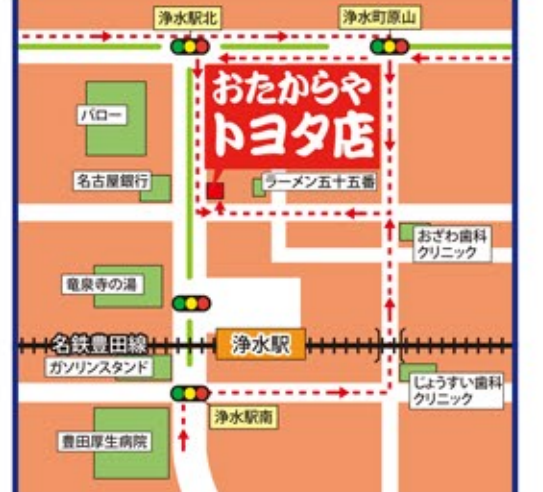 浄水駅北
浄水町原山
おたからや
トヨタ店
バロー
名古屋銀行
ラーメン五十五番
おざわ歯科
クリニック
竜泉寺の湯
名鉄豊田線
浄水駅
ガソリンスタンド
じょうすい歯科
クリニック
浄水駅南
豊田厚生病院